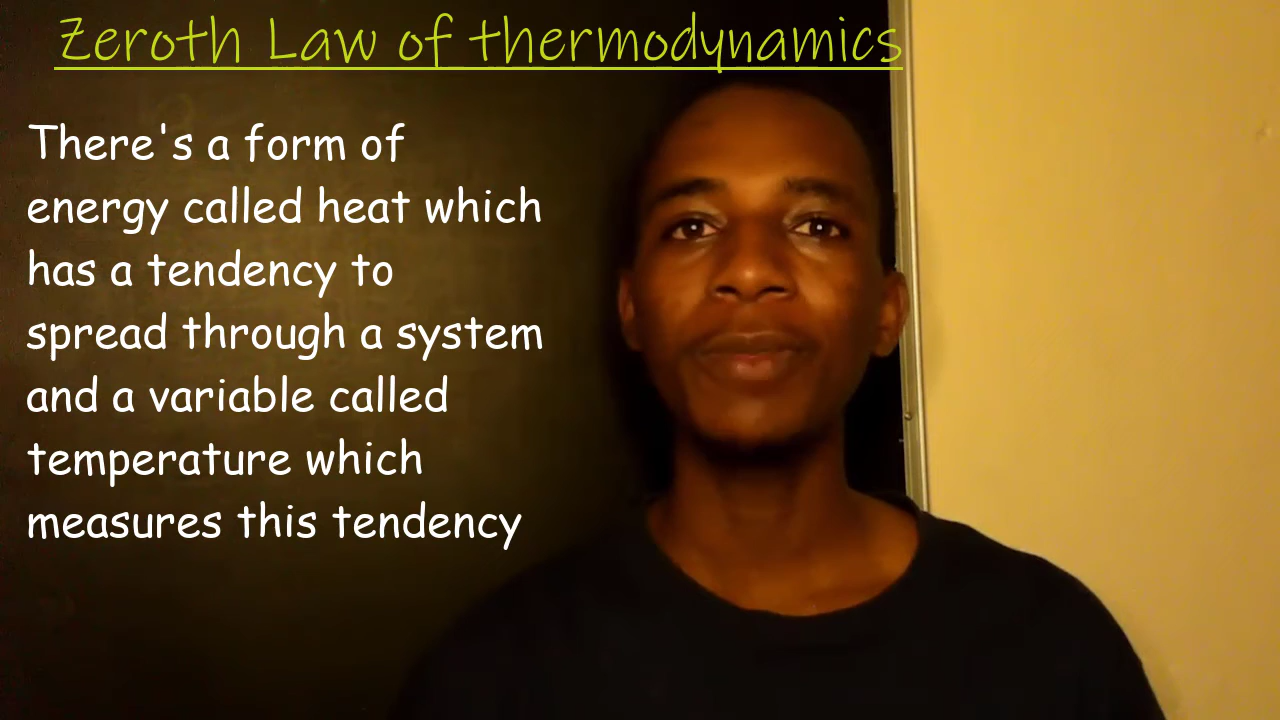 Zeroth Law of thermodynamics
There's a form of
energy called heat which
has a tendency to
spread through a system
and a variable called
temperature which
measures this tendency